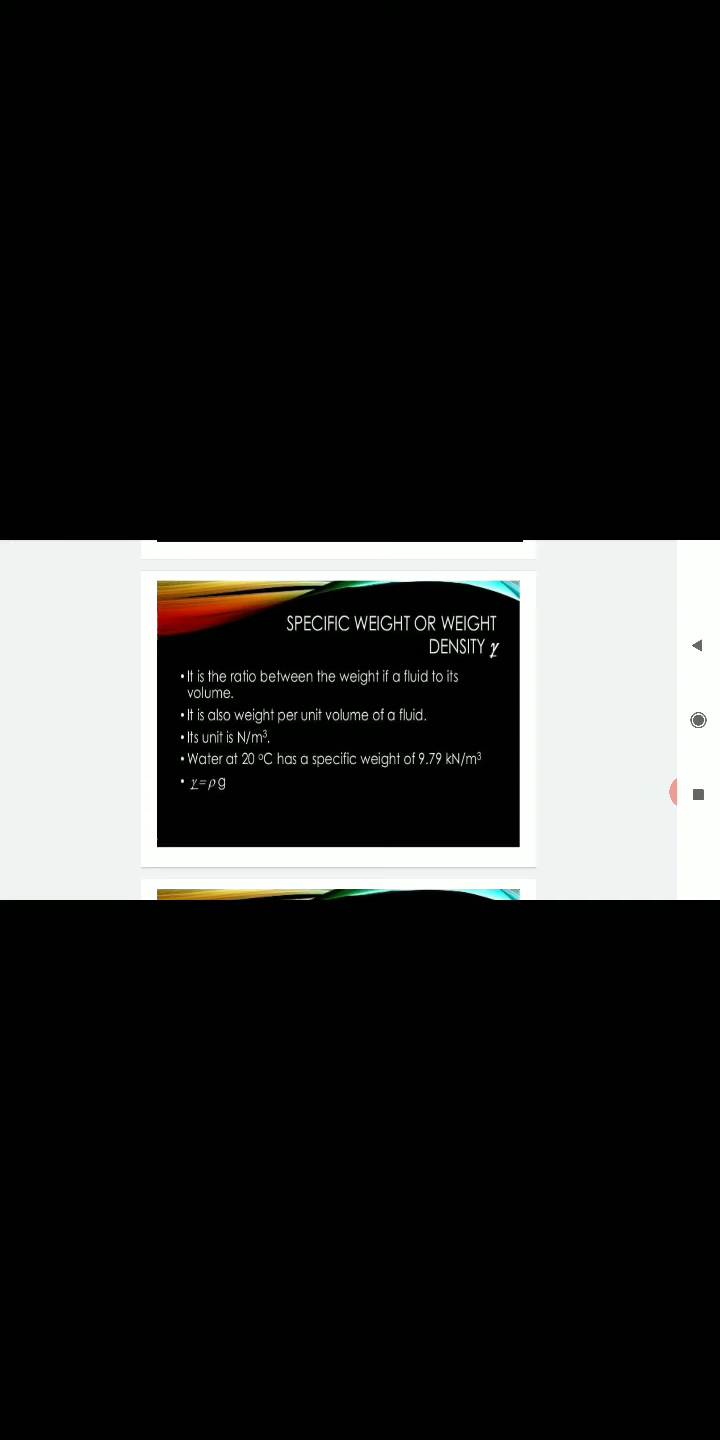 SPECIFIC WEIGHT OR WEIGHT
DENSITY γ
• It is the ratio between the weight if a fluid to its
volume.
• It is also weight per unit volume of a fluid.
• Its unit is N/m³.
• Water at 20 ºC has a specific weight of 9.79 kN/m³
• γ = ρ g